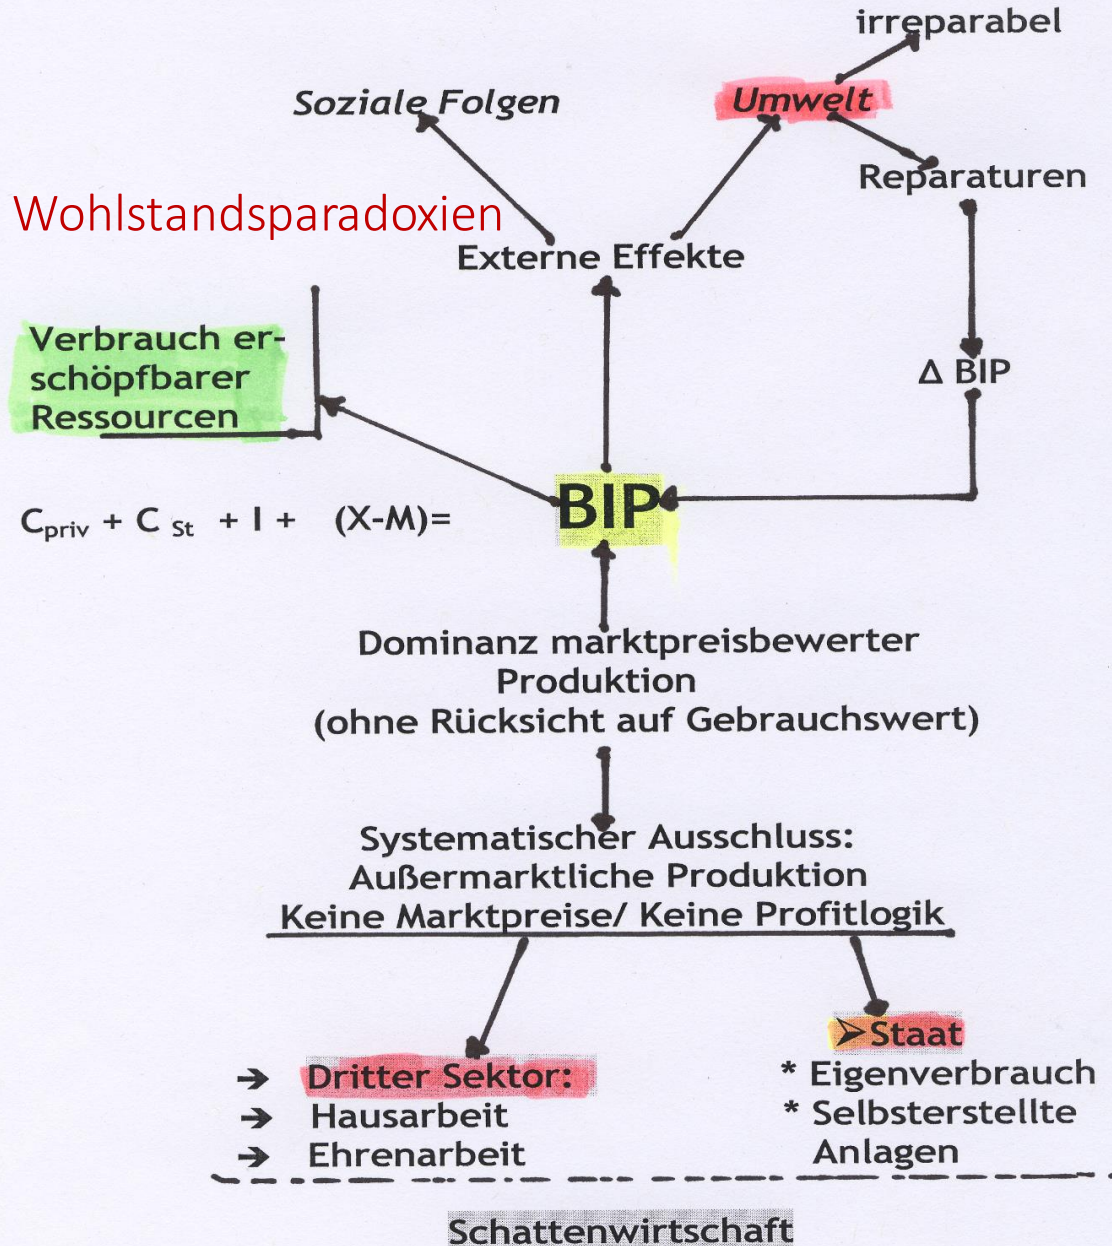 irreparabel
Soziale Folgen
Umwelt
Reparaturen
Wohlstandsparadoxien
Externe Effekte
Verbrauch er-
schöpfbarer
Ressourcen
Δ BIP
BIP
Cpriv + C St + I + (X-M)=
Dominanz marktpreisbewerter
Produktion
(ohne Rücksicht auf Gebrauchswert)
Systematischer Ausschluss:
Außermarktliche Produktion
Keine Marktpreise/ Keine Profitlogik
➔ Dritter Sektor:
➔ Hausarbeit
➔ Ehrenarbeit
➢Staat
* Eigenverbrauch
* Selbsterstellte
Anlagen
Schattenwirtschaft